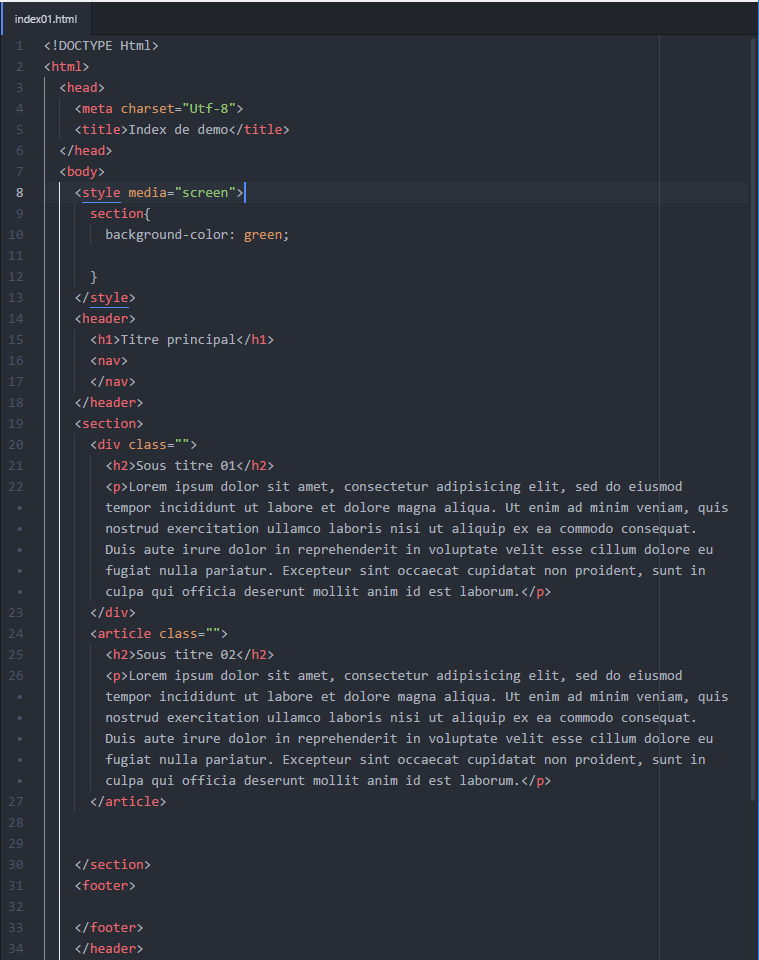 index01.html
1 <!DOCTYPE Html>
2 <html>
3 <head>
4 <meta charset="Utf-8">
5 <title>Index de demo</title>
6 </head>
7 <body>
8 <style media="screen">
9 section{
10 background-color: green;
11
12 }
13 </style>
14 <header>
15 <h1>Titre principal</h1>
16 <nav>
17 </nav>
18 </header>
19 <section>
20 <div class="">
21 <h2>Sous titre 01</h2>
22 <p>Lorem ipsum dolor sit amet, consectetur adipisicing elit, sed do eiusmod
• tempor incididunt ut labore et dolore magna aliqua. Ut enim ad minim veniam, quis
• nostrud exercitation ullamco laboris nisi ut aliquip ex ea commodo consequat.
• Duis aute irure dolor in reprehenderit in voluptate velit esse cillum dolore eu
• fugiat nulla pariatur. Excepteur sint occaecat cupidatat non proident, sunt in
• culpa qui officia deserunt mollit anim id est laborum.</p>
23 </div>
24 <article class="">
25 <h2>Sous titre 02</h2>
26 <p>Lorem ipsum dolor sit amet, consectetur adipisicing elit, sed do eiusmod
• tempor incididunt ut labore et dolore magna aliqua. Ut enim ad minim veniam, quis
• nostrud exercitation ullamco laboris nisi ut aliquip ex ea commodo consequat.
• Duis aute irure dolor in reprehenderit in voluptate velit esse cillum dolore eu
• fugiat nulla pariatur. Excepteur sint occaecat cupidatat non proident, sunt in
• culpa qui officia deserunt mollit anim id est laborum.</p>
27 </article>
28
29
30 </section>
31 <footer>
32
33 </footer>
34 </header>